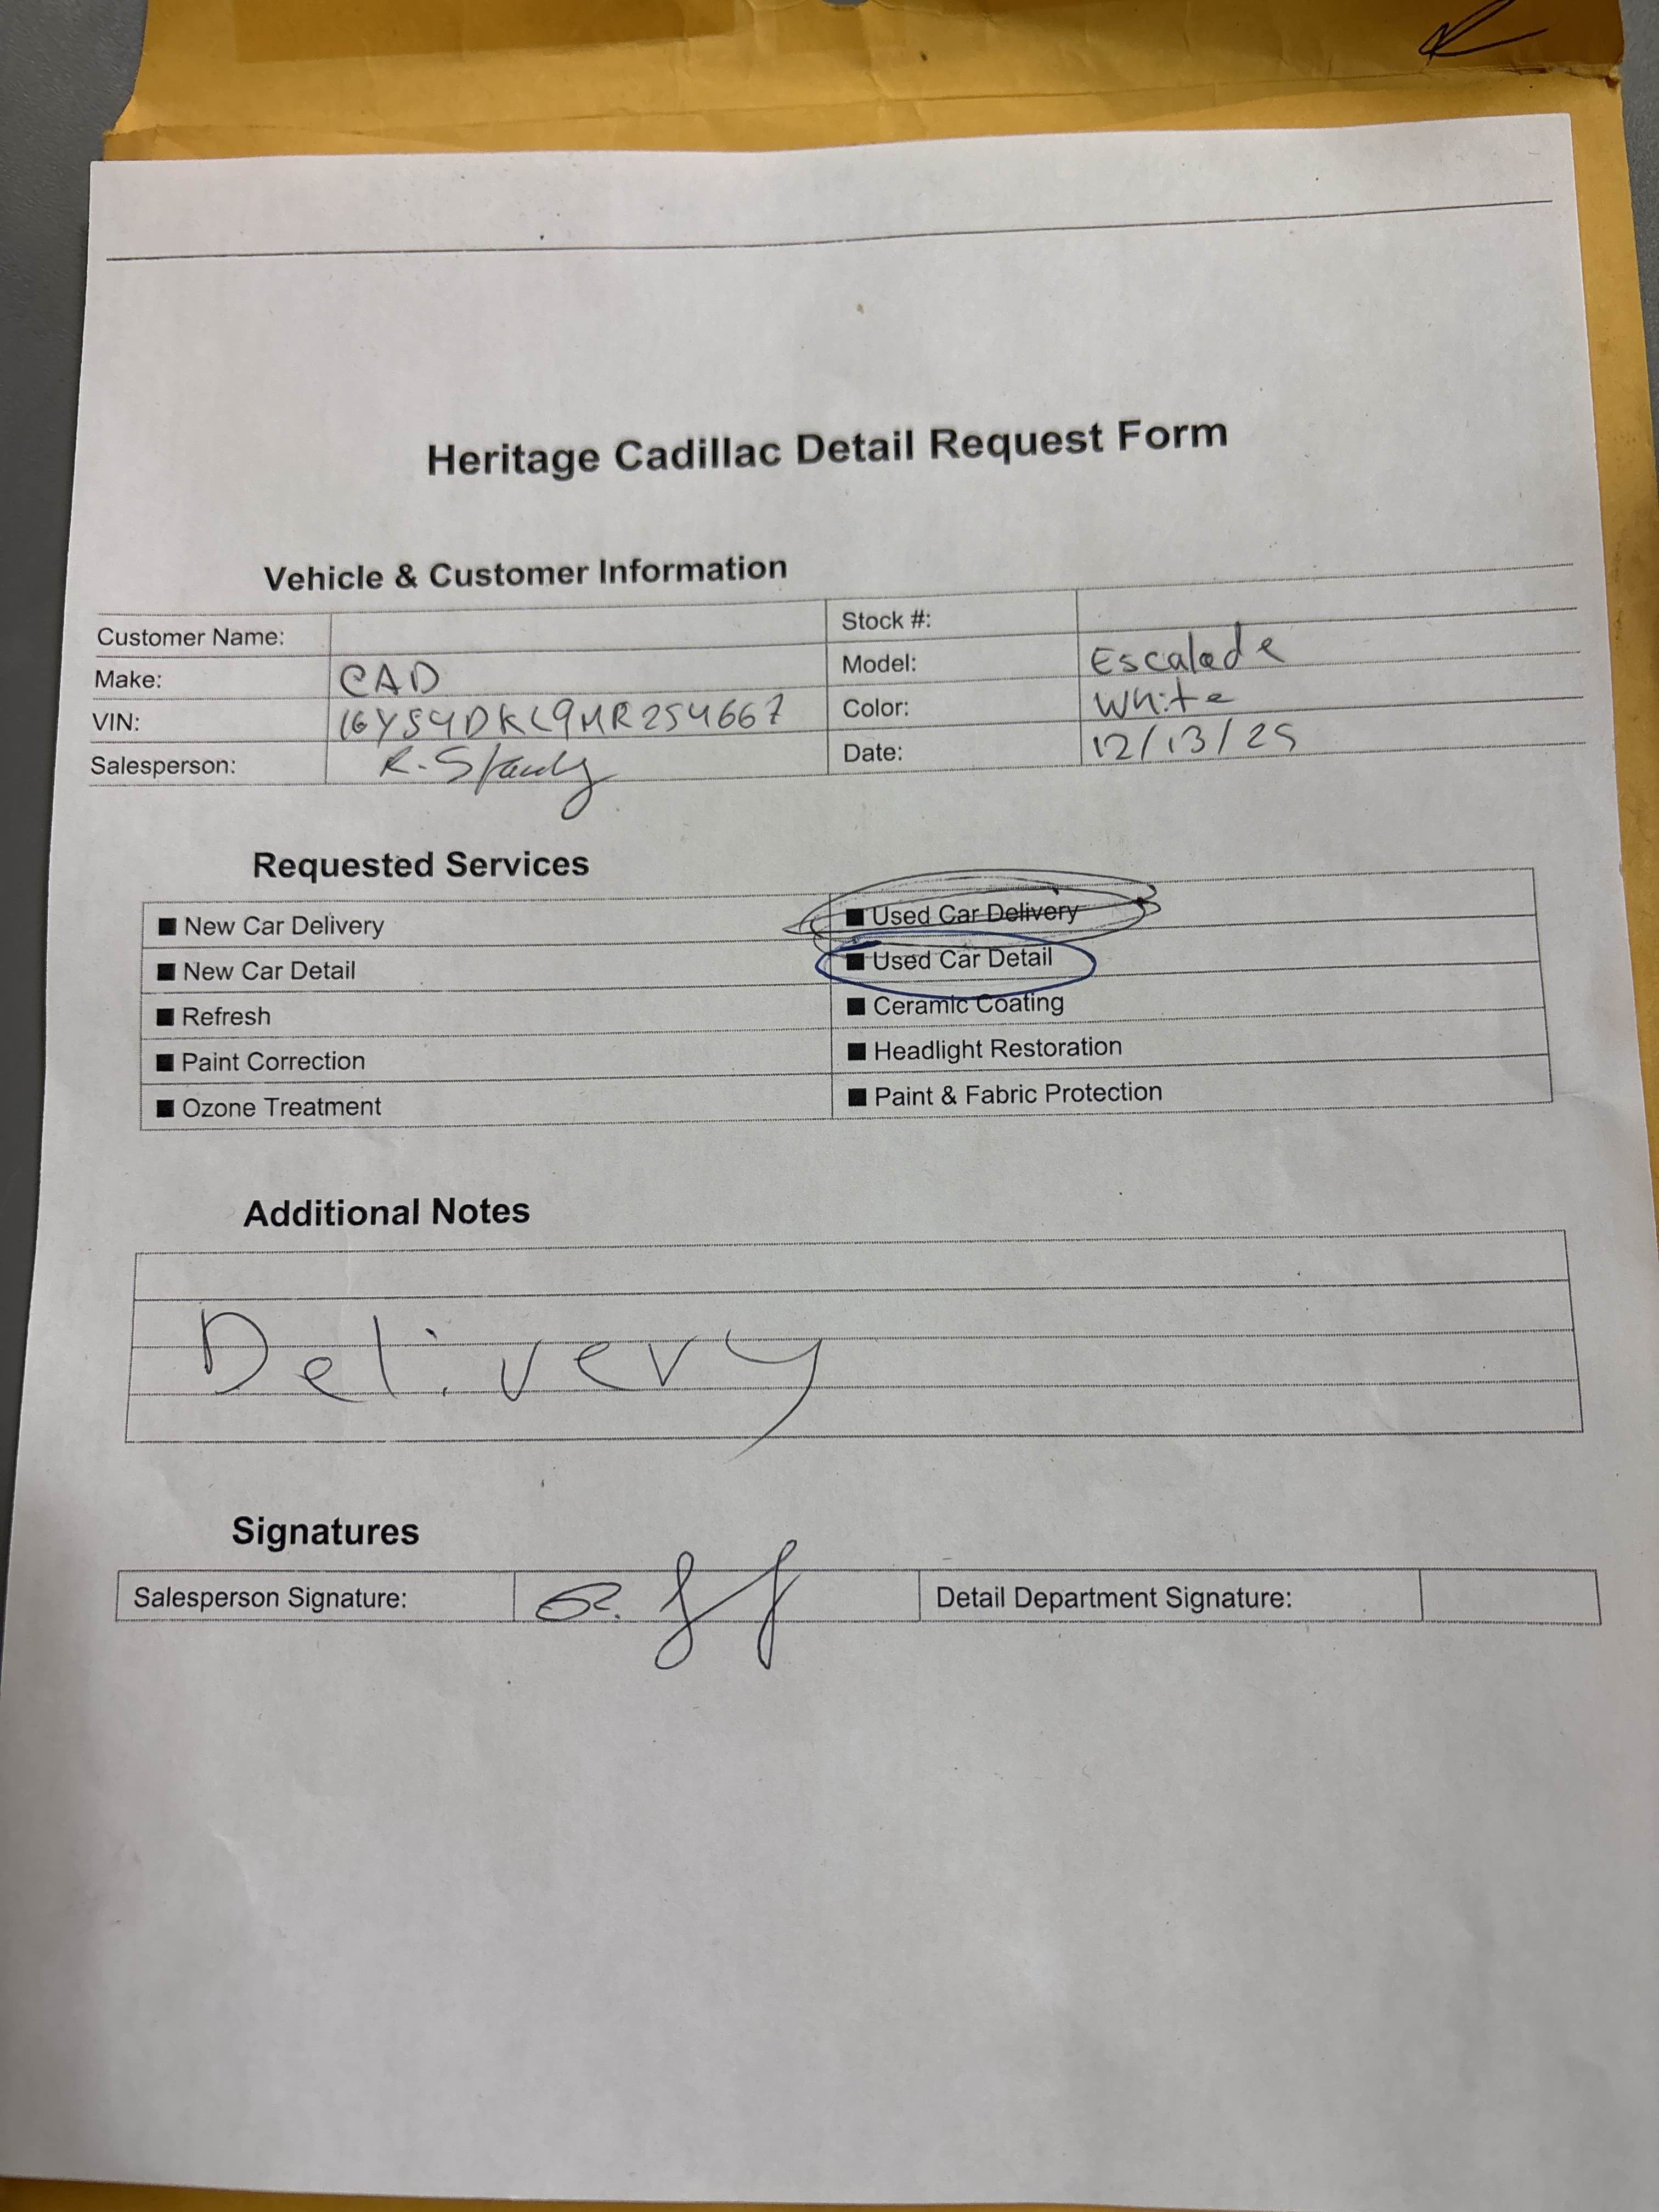 Heritage Cadillac Detail Request Form
Vehicle & Customer Information
Customer Name: Stock #:
Make: CAD Model: Escalade
VIN: 1GYS4DKL9MR254667 Color: White
Salesperson: R. Date: 12/13/25
Requested Services
■ New Car Delivery ■ Used Car Delivery
■ New Car Detail ■ Used Car Detail
■ Refresh ■ Ceramic Coating
■ Paint Correction ■ Headlight Restoration
■ Ozone Treatment ■ Paint & Fabric Protection
Additional Notes
Delivery
Signatures
Salesperson Signature: Detail Department Signature: